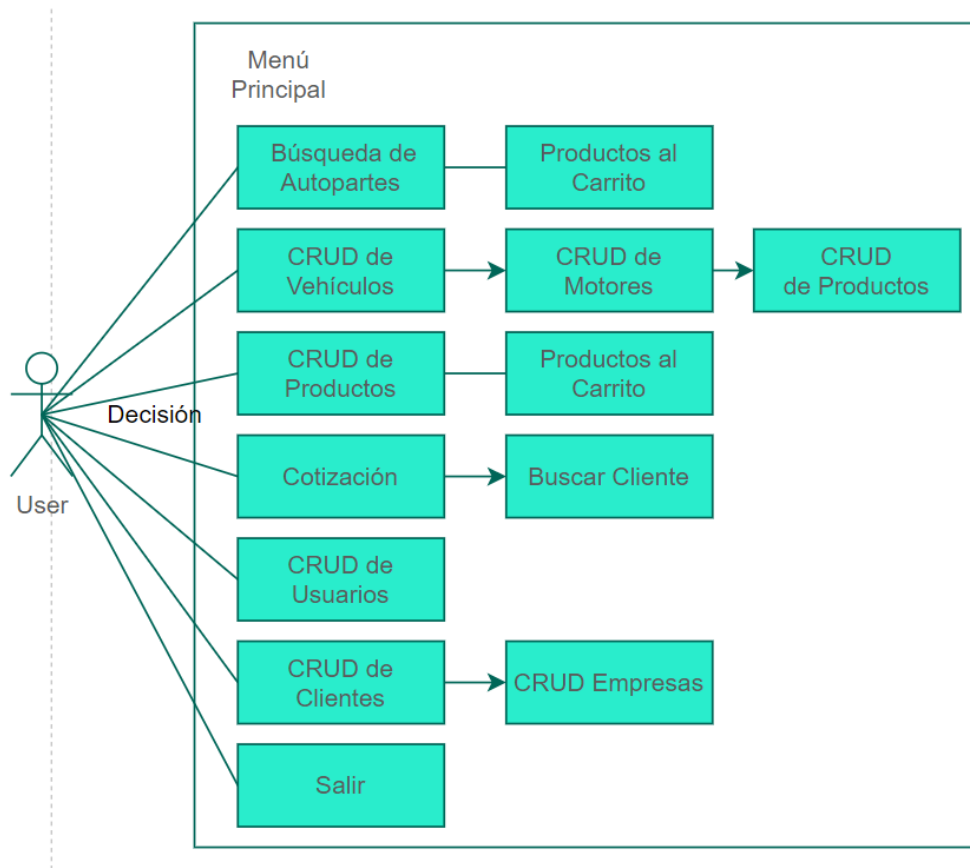 Menú
Principal
Búsqueda de
Autopartes
Productos al
Carrito
CRUD de
Vehículos
CRUD de
Motores
CRUD
de Productos
CRUD de
Productos
Productos al
Carrito
Decisión
Cotización
Buscar Cliente
User
CRUD de
Usuarios
CRUD de
Clientes
CRUD Empresas
Salir